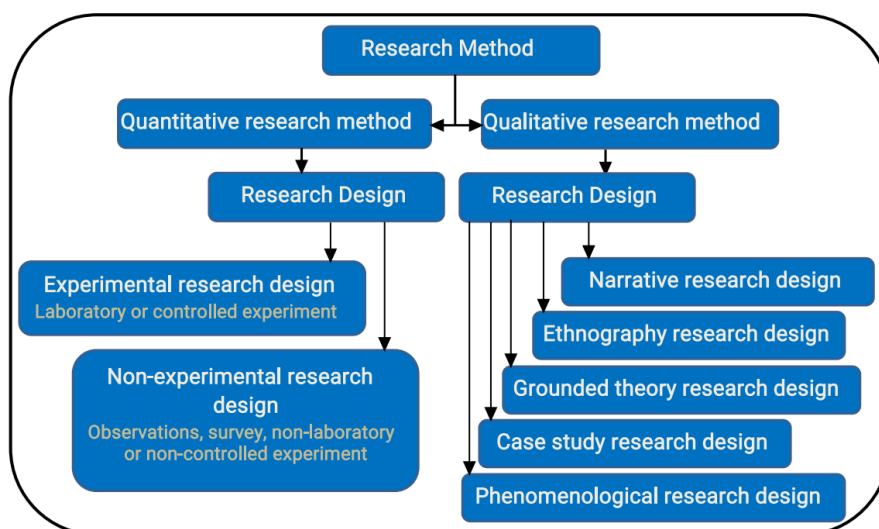 Research Method
Quantitative research method
Qualitative research method
Research Design
Research Design
Experimental research design
Laboratory or controlled experiment
Non-experimental research
design
Observations, survey, non-laboratory
or non-controlled experiment
Narrative research design
Ethnography research design
Grounded theory research design
Case study research design
Phenomenological research design